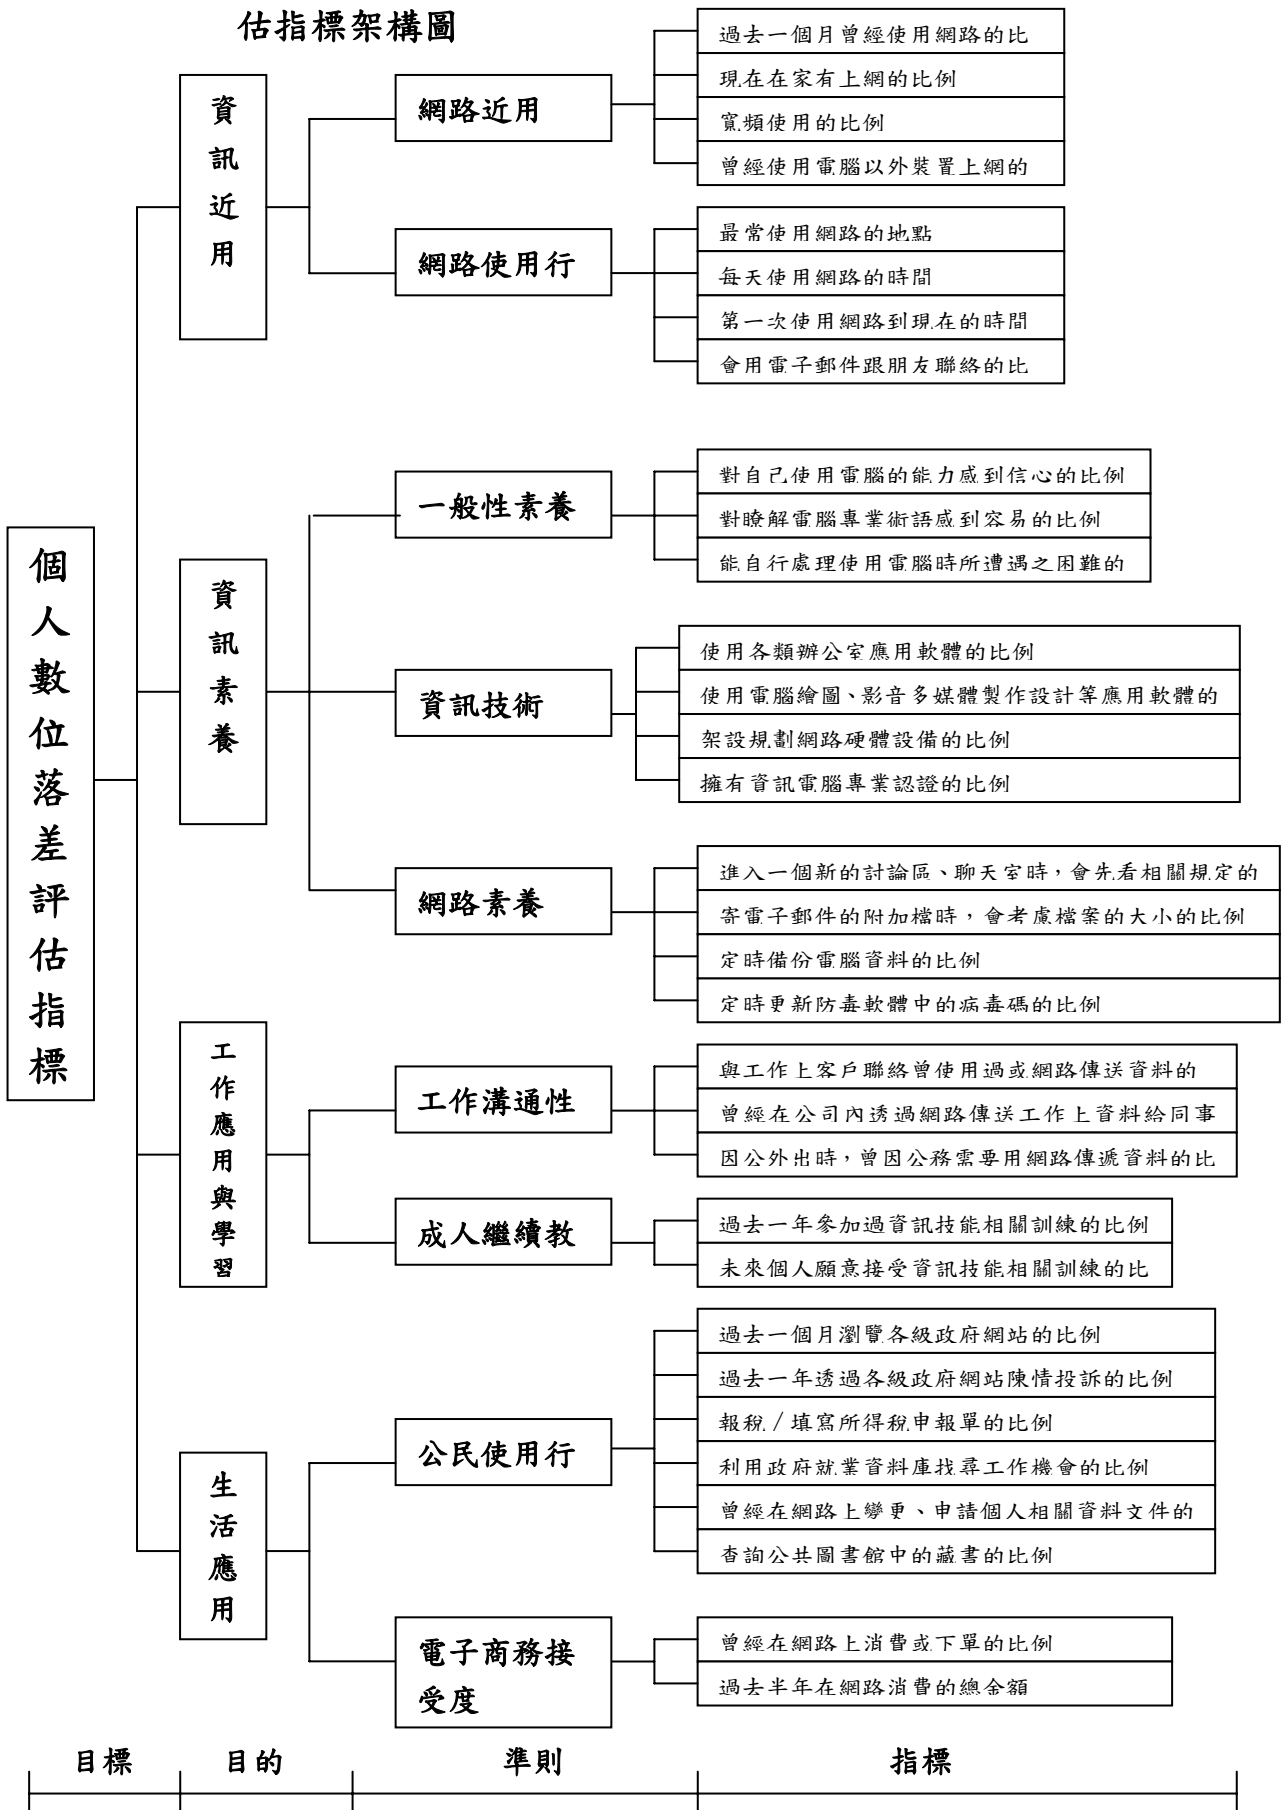 估指標架構圖
個人數位落差評估指標
資訊近用
網路近用
過去一個月曾經使用網路的比
現在在家有上網的比例
寬頻使用的比例
曾經使用電腦以外裝置上網的
網路使用行
最常使用網路的地點
每天使用網路的時間
第一次使用網路到現在的時間
會用電子郵件跟朋友聯絡的比
資訊素養
一般性素養
對自己使用電腦的能力感到信心的比例
對瞭解電腦專業術語感到容易的比例
能自行處理使用電腦時所遭遇之困難的
資訊技術
使用各類辦公室應用軟體的比例
使用電腦繪圖、影音多媒體製作設計等應用軟體的
架設規劃網路硬體設備的比例
擁有資訊電腦專業認證的比例
網路素養
進入一個新的討論區、聊天室時，會先看相關規定的
寄電子郵件的附加檔時，會考慮檔案的大小的比例
定時備份電腦資料的比例
定時更新防毒軟體中的病毒碼的比例
工作應用與學習
工作溝通性
與工作上客戶聯絡曾使用過或網路傳送資料的
曾經在公司內透過網路傳送工作上資料給同事
因公外出時，曾因公務需要用網路傳遞資料的比
成人繼續教
過去一年參加過資訊技能相關訓練的比例
未來個人願意接受資訊技能相關訓練的比
生活應用
公民使用行
過去一個月瀏覽各級政府網站的比例
過去一年透過各級政府網站陳情投訴的比例
報稅／填寫所得稅申報單的比例
利用政府就業資料庫找尋工作機會的比例
曾經在網路上變更、申請個人相關資料文件的
查詢公共圖書館中的藏書的比例
電子商務接
受度
曾經在網路上消費或下單的比例
過去半年在網路消費的總金額
目標 目的 準則 指標